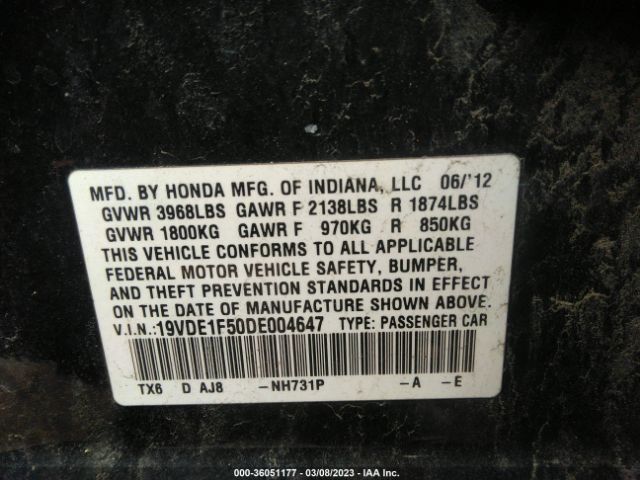 MFD. BY HONDA MFG. OF INDIANA, LLC 06/'12
GVWR 3968LBS GAWR F 2138LBS R 1874LBS
GVWR 1800KG GAWR F 970KG R 850KG
THIS VEHICLE CONFORMS TO ALL APPLICABLE
FEDERAL MOTOR VEHICLE SAFETY, BUMPER,
AND THEFT PREVENTION STANDARDS IN EFFECT
ON THE DATE OF MANUFACTURE SHOWN ABOVE.
V.I.N.:19VDE1F50DE004647 TYPE: PASSENGER CAR
TX6 D AJ8 -NH731P -A -E
000-36051177 - 03/08/2023 - IAA Inc.